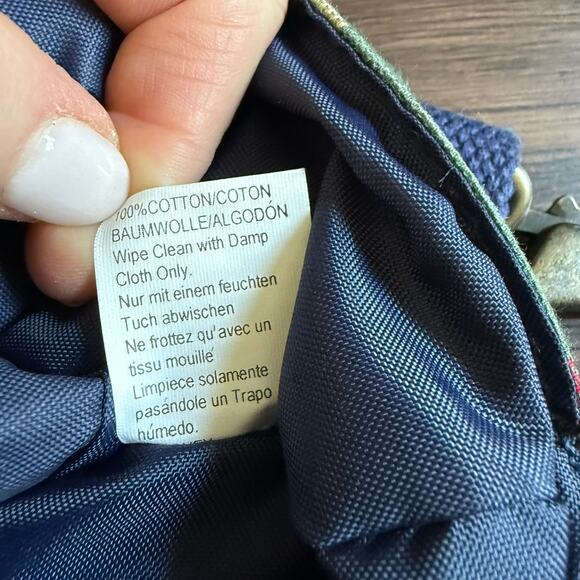 100%COTTON/COTON
BAUMWOLLE/ALGODÓN
Wipe Clean with Damp
Cloth Only.
Nur mit einem feuchten
Tuch abwischen
Ne frottez qu'avec un
tissu mouillé
Limpiece solamente
pasándole un Trapo
húmedo.